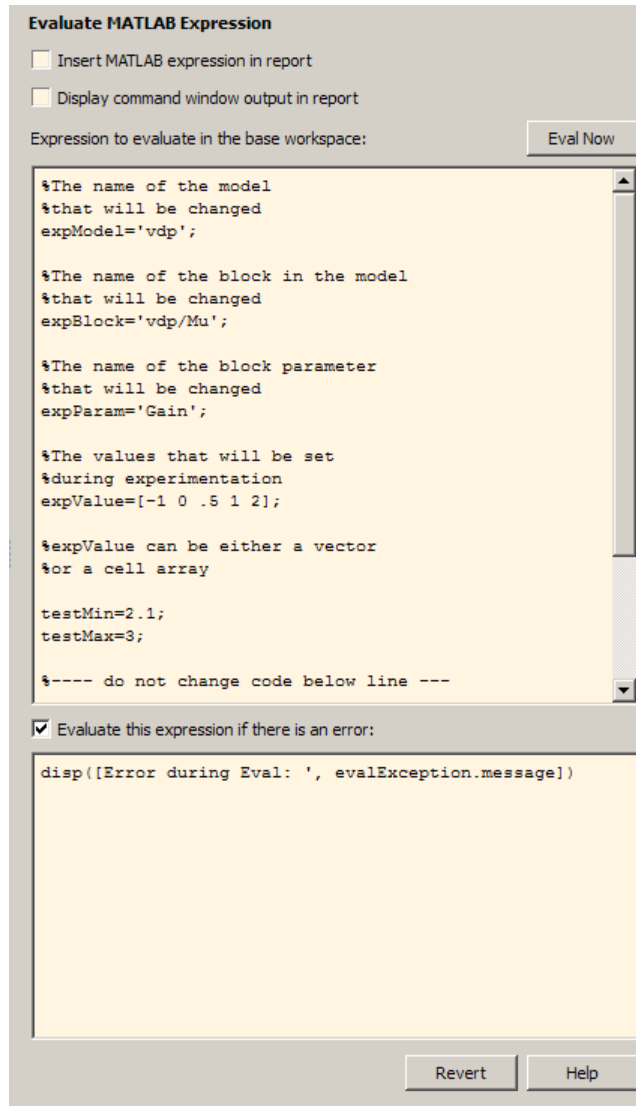 Evaluate MATLAB Expression
Insert MATLAB expression in report
Display command window output in report
Expression to evaluate in the base workspace:
Eval Now
%The name of the model
%that will be changed
expModel='vdp';
%The name of the block in the model
%that will be changed
expBlock='vdp/Mu';
%The name of the block parameter
%that will be changed
expParam='Gain';
%The values that will be set
%during experimentation
expValue=[-1 0 .5 1 2];
%expValue can be either a vector
%or a cell array
testMin=2.1;
testMax=3;
%---- do not change code below line ---
Evaluate this expression if there is an error:
disp([Error during Eval: ', evalException.message])
Revert
Help